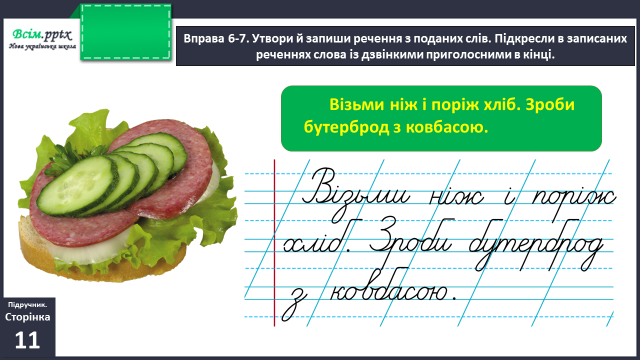 Всім.pptx
Нова українська школа
Вправа 6-7. Утвори й запиши речення з поданих слів. Підкресли в записаних
реченнях слова із дзвінкими приголосними в кінці.
Візьми ніж і поріж хліб. Зроби
бутерброд з ковбасою.
Візьми ніж і поріж
хліб. Зроби бутерброд
з ковбасою.
Підручник.
Сторінка
11